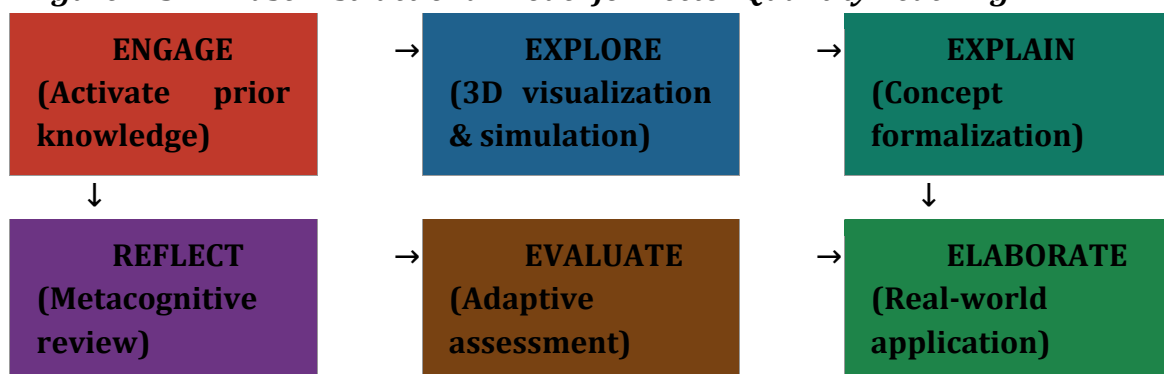 ENGAGE
(Activate prior
knowledge)
→
EXPLORE
(3D visualization
& simulation)
→
EXPLAIN
(Concept
formalization)
↓
↓
REFLECT
(Metacognitive
review)
→
EVALUATE
(Adaptive
assessment)
→
ELABORATE
(Real-world
application)